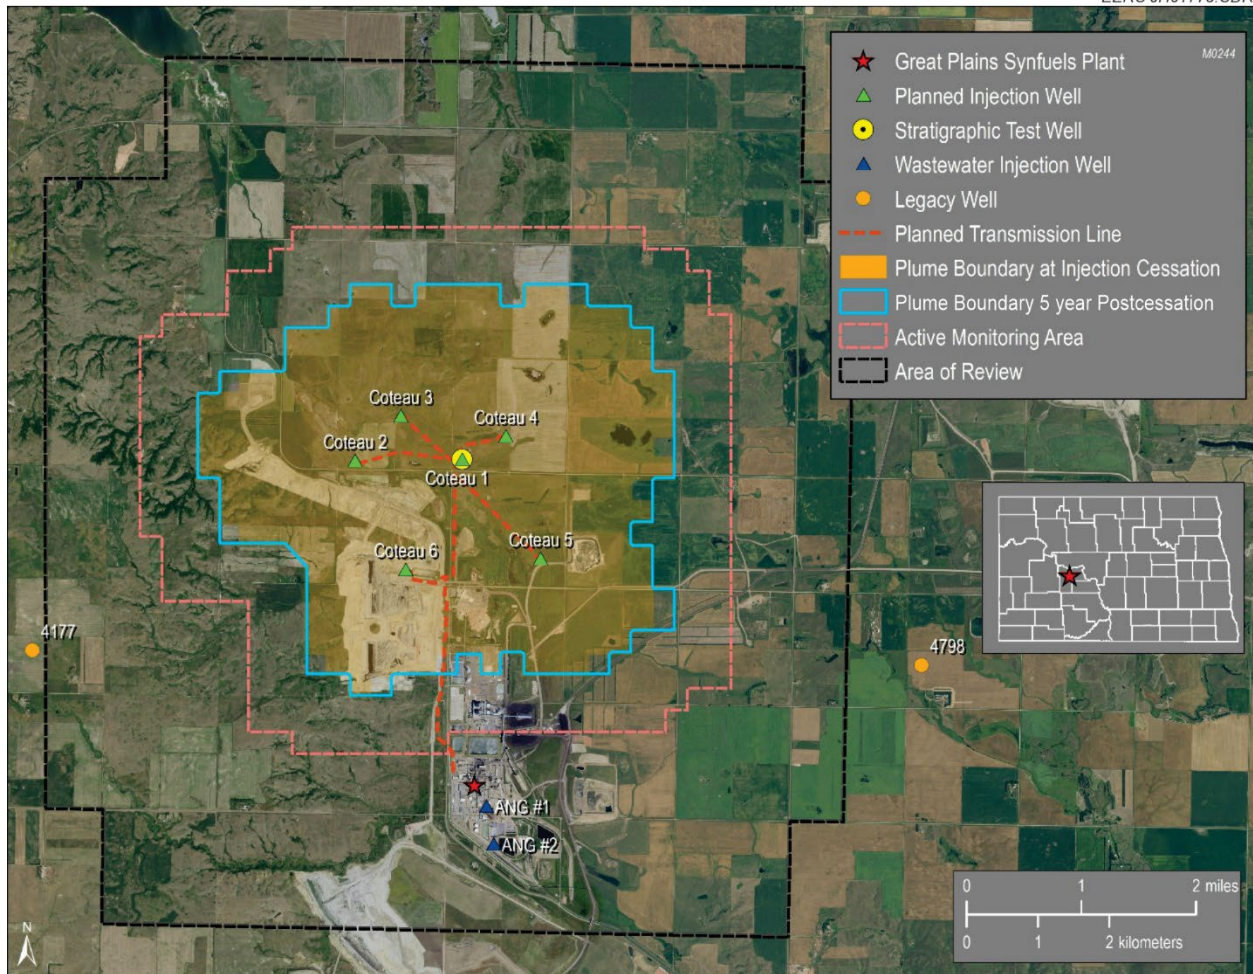 M0244
Great Plains Synfuels Plant
Planned Injection Well
Stratigraphic Test Well
Wastewater Injection Well
Legacy Well
Planned Transmission Line
Plume Boundary at Injection Cessation
Plume Boundary 5 year Postcessation
Active Monitoring Area
Area of Review
Coteau 3
Coteau 4
Coteau 2
Coteau 1
Coteau 5
Coteau 6
4177
4798
ANG #1
ANG #2
0 1 2 miles
0 1 2 kilometers
N